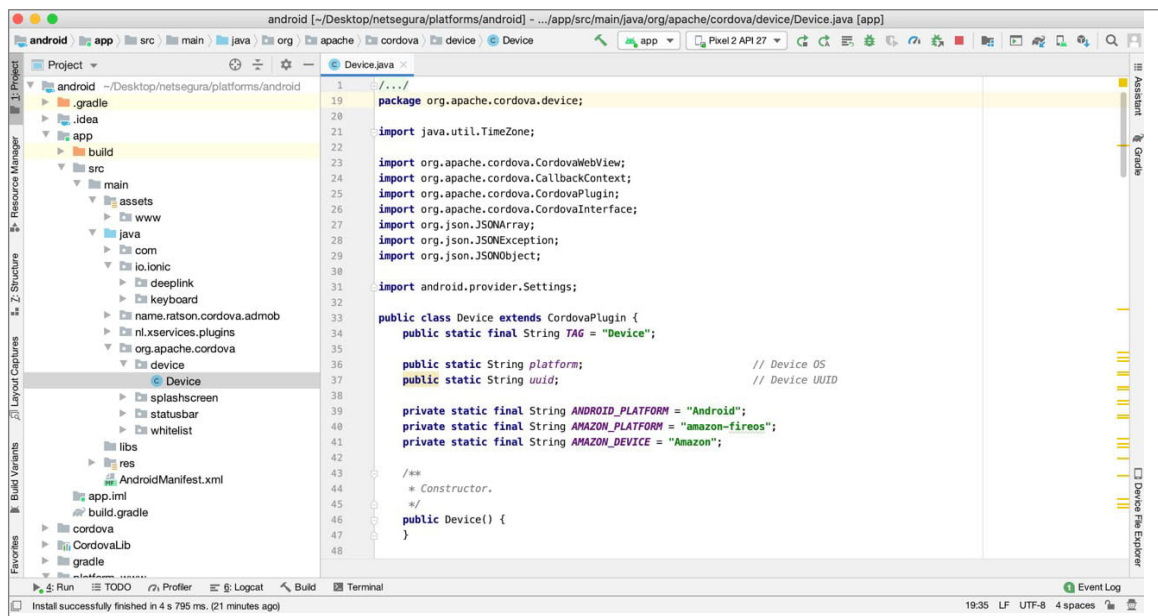 android [~/Desktop/netsegura/platforms/android] - .../app/src/main/java/org/apache/cordova/device/Device.java [app]
android app src main java org apache cordova device Device app Pixel 2 API 27
Project
Device.java
1: Project
Resource Manager
Z: Structure
Layout Captures
Build Variants
Favorites
android ~/Desktop/netsegura/platforms/android
.gradle
.idea
app
build
src
main
assets
www
java
com
io.ionic
deeplink
keyboard
name.ratson.cordova.admob
nl.xservices.plugins
org.apache.cordova
device
Device
splashscreen
statusbar
whitelist
libs
res
AndroidManifest.xml
app.iml
build.gradle
cordova
CordovaLib
gradle
platform_www
1 /.../
19 package org.apache.cordova.device;
20
21 import java.util.TimeZone;
22
23 import org.apache.cordova.CordovaWebView;
24 import org.apache.cordova.CallbackContext;
25 import org.apache.cordova.CordovaPlugin;
26 import org.apache.cordova.CordovaInterface;
27 import org.json.JSONArray;
28 import org.json.JSONException;
29 import org.json.JSONObject;
30
31 import android.provider.Settings;
32
33 public class Device extends CordovaPlugin {
34 public static final String TAG = "Device";
35
36 public static String platform; // Device OS
37 public static String uuid; // Device UUID
38
39 private static final String ANDROID_PLATFORM = "Android";
40 private static final String AMAZON_PLATFORM = "amazon-fireos";
41 private static final String AMAZON_DEVICE = "Amazon";
42
43 /**
44 * Constructor.
45 */
46 public Device() {
47 }
48
Assistant
Gradle
Device File Explorer
4: Run TODO Profiler 6: Logcat Build Terminal Event Log
Install successfully finished in 4 s 795 ms. (21 minutes ago) 19:35 LF UTF-8 4 spaces